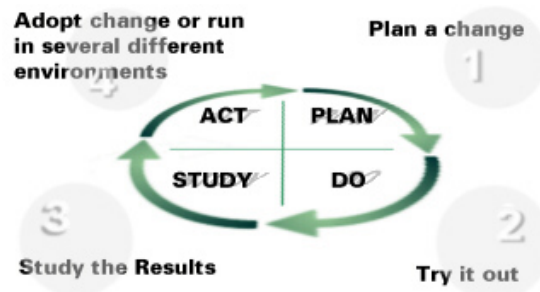 Adopt change or run
in several different
environments
4
Plan a change
1
ACT
PLAN
STUDY
DO
3
Study the Results
2
Try it out